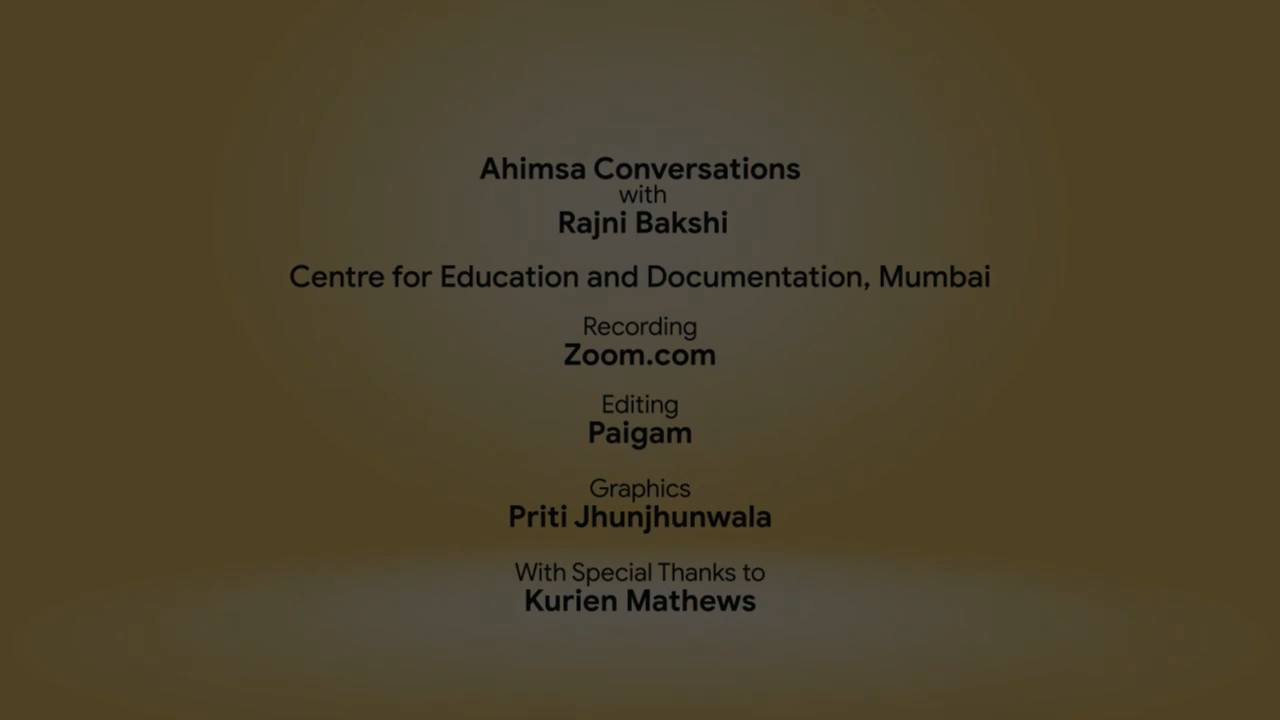 Ahimsa Conversations
with
Rajni Bakshi
Centre for Education and Documentation, Mumbai
Recording
Zoom.com
Editing
Paigam
Graphics
Priti Jhunjhunwala
With Special Thanks to
Kurien Mathews